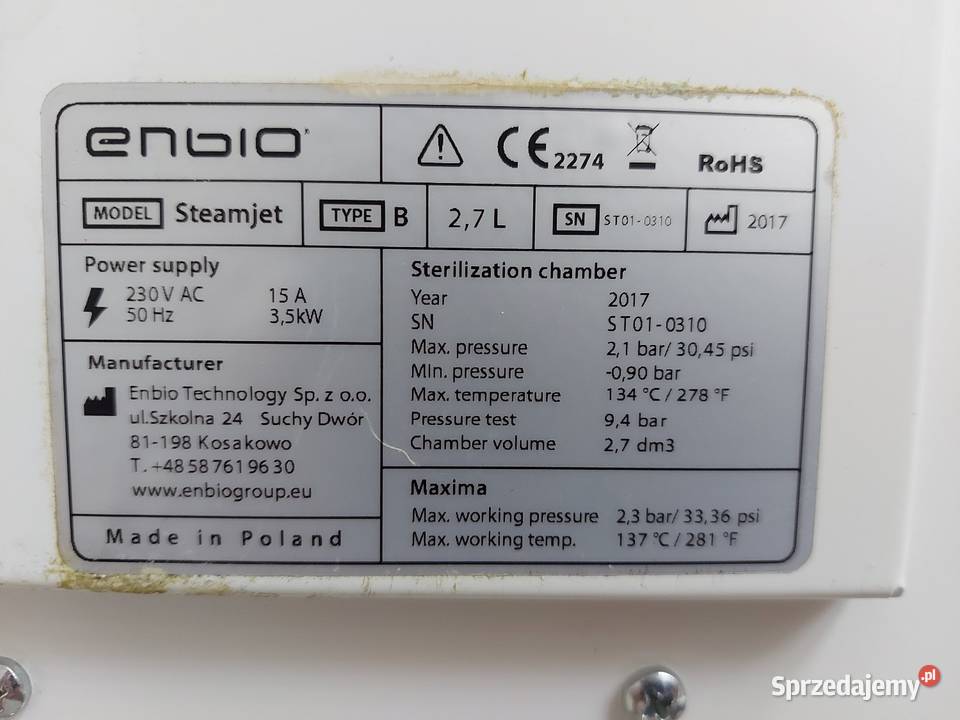 enbio
CE 2274
RoHS
MODEL Steamjet
TYPE B
2,7 L
SN ST01-0310
2017
Power supply
230 V AC 15 A
50 Hz 3,5kW
Manufacturer
Enbio Technology Sp. z o.o.
ul.Szkolna 24 Suchy Dwór
81-198 Kosakowo
T. +48 58 761 96 30
www.enbiogroup.eu
Made in Poland
Sterilization chamber
Year 2017
SN ST01-0310
Max. pressure 2,1 bar/ 30,45 psi
MIn. pressure -0,90 bar
Max. temperature 134 °C / 278 °F
Pressure test 9,4 bar
Chamber volume 2,7 dm3
Maxima
Max. working pressure 2,3 bar/ 33,36 psi
Max. working temp. 137 °C / 281 °F
Sprzedajemy.pl